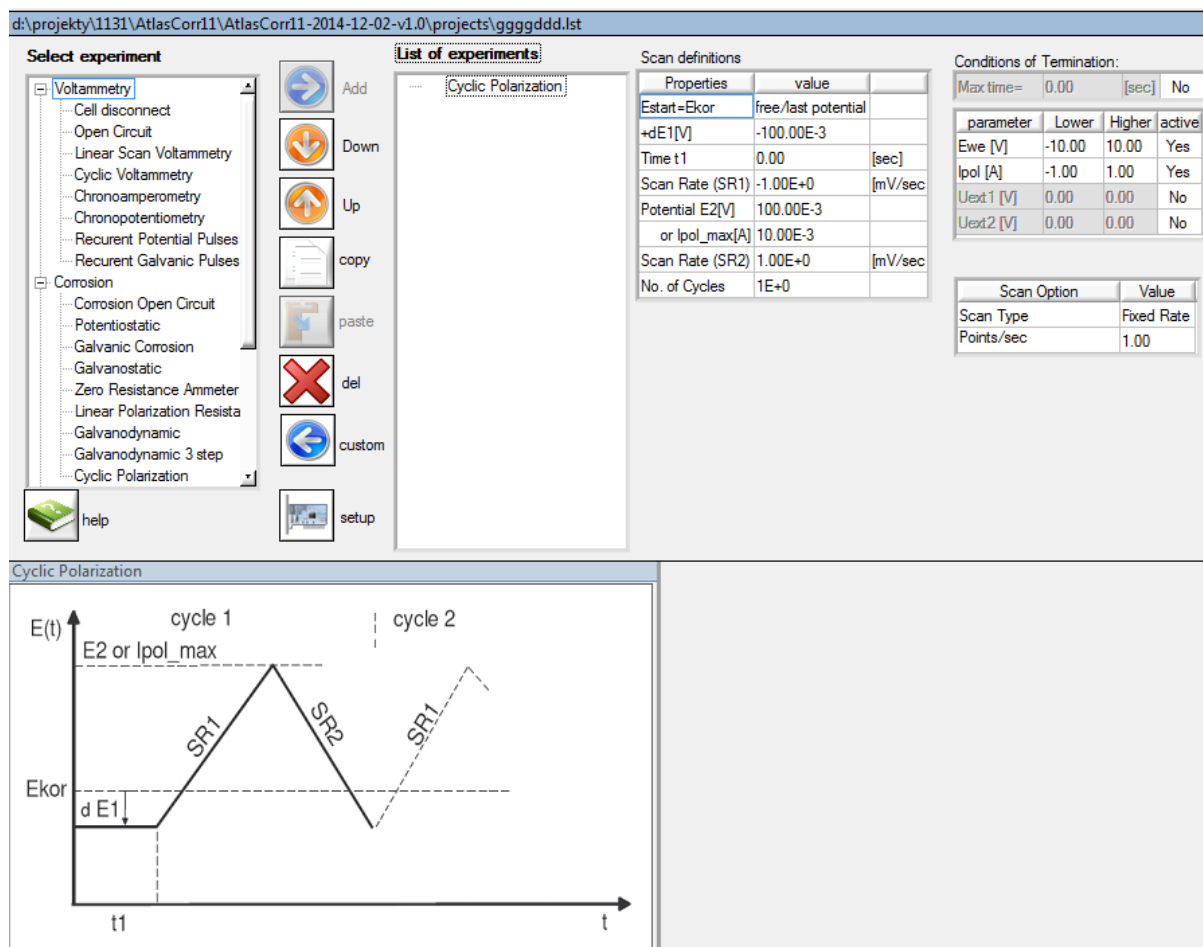 d:\projekty\1131\AtlasCorr11\AtlasCorr11-2014-12-02-v1.0\projects\ggggddd.lst
Select experiment
Voltammetry
Cell disconnect
Open Circuit
Linear Scan Voltammetry
Cyclic Voltammetry
Chronoamperometry
Chronopotentiometry
Recurent Potential Pulses
Recurent Galvanic Pulses
Corrosion
Corrosion Open Circuit
Potentiostatic
Galvanic Corrosion
Galvanostatic
Zero Resistance Ammeter
Linear Polarization Resista
Galvanodynamic
Galvanodynamic 3 step
Cyclic Polarization
help
Add
Down
Up
copy
paste
del
custom
setup
List of experiments
Cyclic Polarization
Scan definitions
Properties value
Estart=Ekor free/last potential
+dE1[V] -100.00E-3
Time t1 0.00 [sec]
Scan Rate (SR1) -1.00E+0 [mV/sec
Potential E2[V] 100.00E-3
or Ipol_max[A] 10.00E-3
Scan Rate (SR2) 1.00E+0 [mV/sec
No. of Cycles 1E+0
Conditions of Termination:
Max time= 0.00 [sec] No
parameter Lower Higher active
Ewe [V] -10.00 10.00 Yes
Ipol [A] -1.00 1.00 Yes
Uext1 [V] 0.00 0.00 No
Uext2 [V] 0.00 0.00 No
Scan Option Value
Scan Type Fixed Rate
Points/sec 1.00
Cyclic Polarization
E(t)
cycle 1
cycle 2
E2 or Ipol_max
SR1
SR2
SR1
Ekor
d E1
t1
t